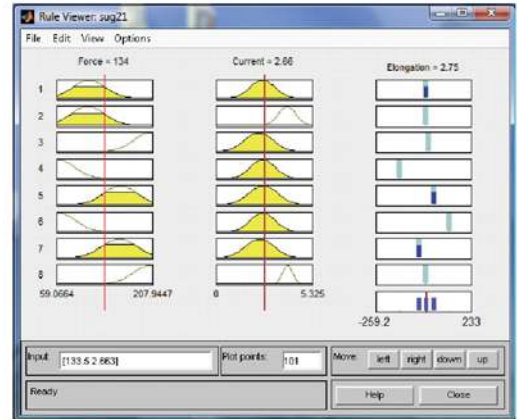 Rule Viewer: sug21
File Edit View Options
Force = 134
Current = 2.66
Elongation = 2.75
1
2
3
4
5
6
7
8
59.0664 207.9447
0 5.325
-259.2 233
Input: [133.5 2.663]
Plot points: 101
Move: left right down up
Ready
Help Close